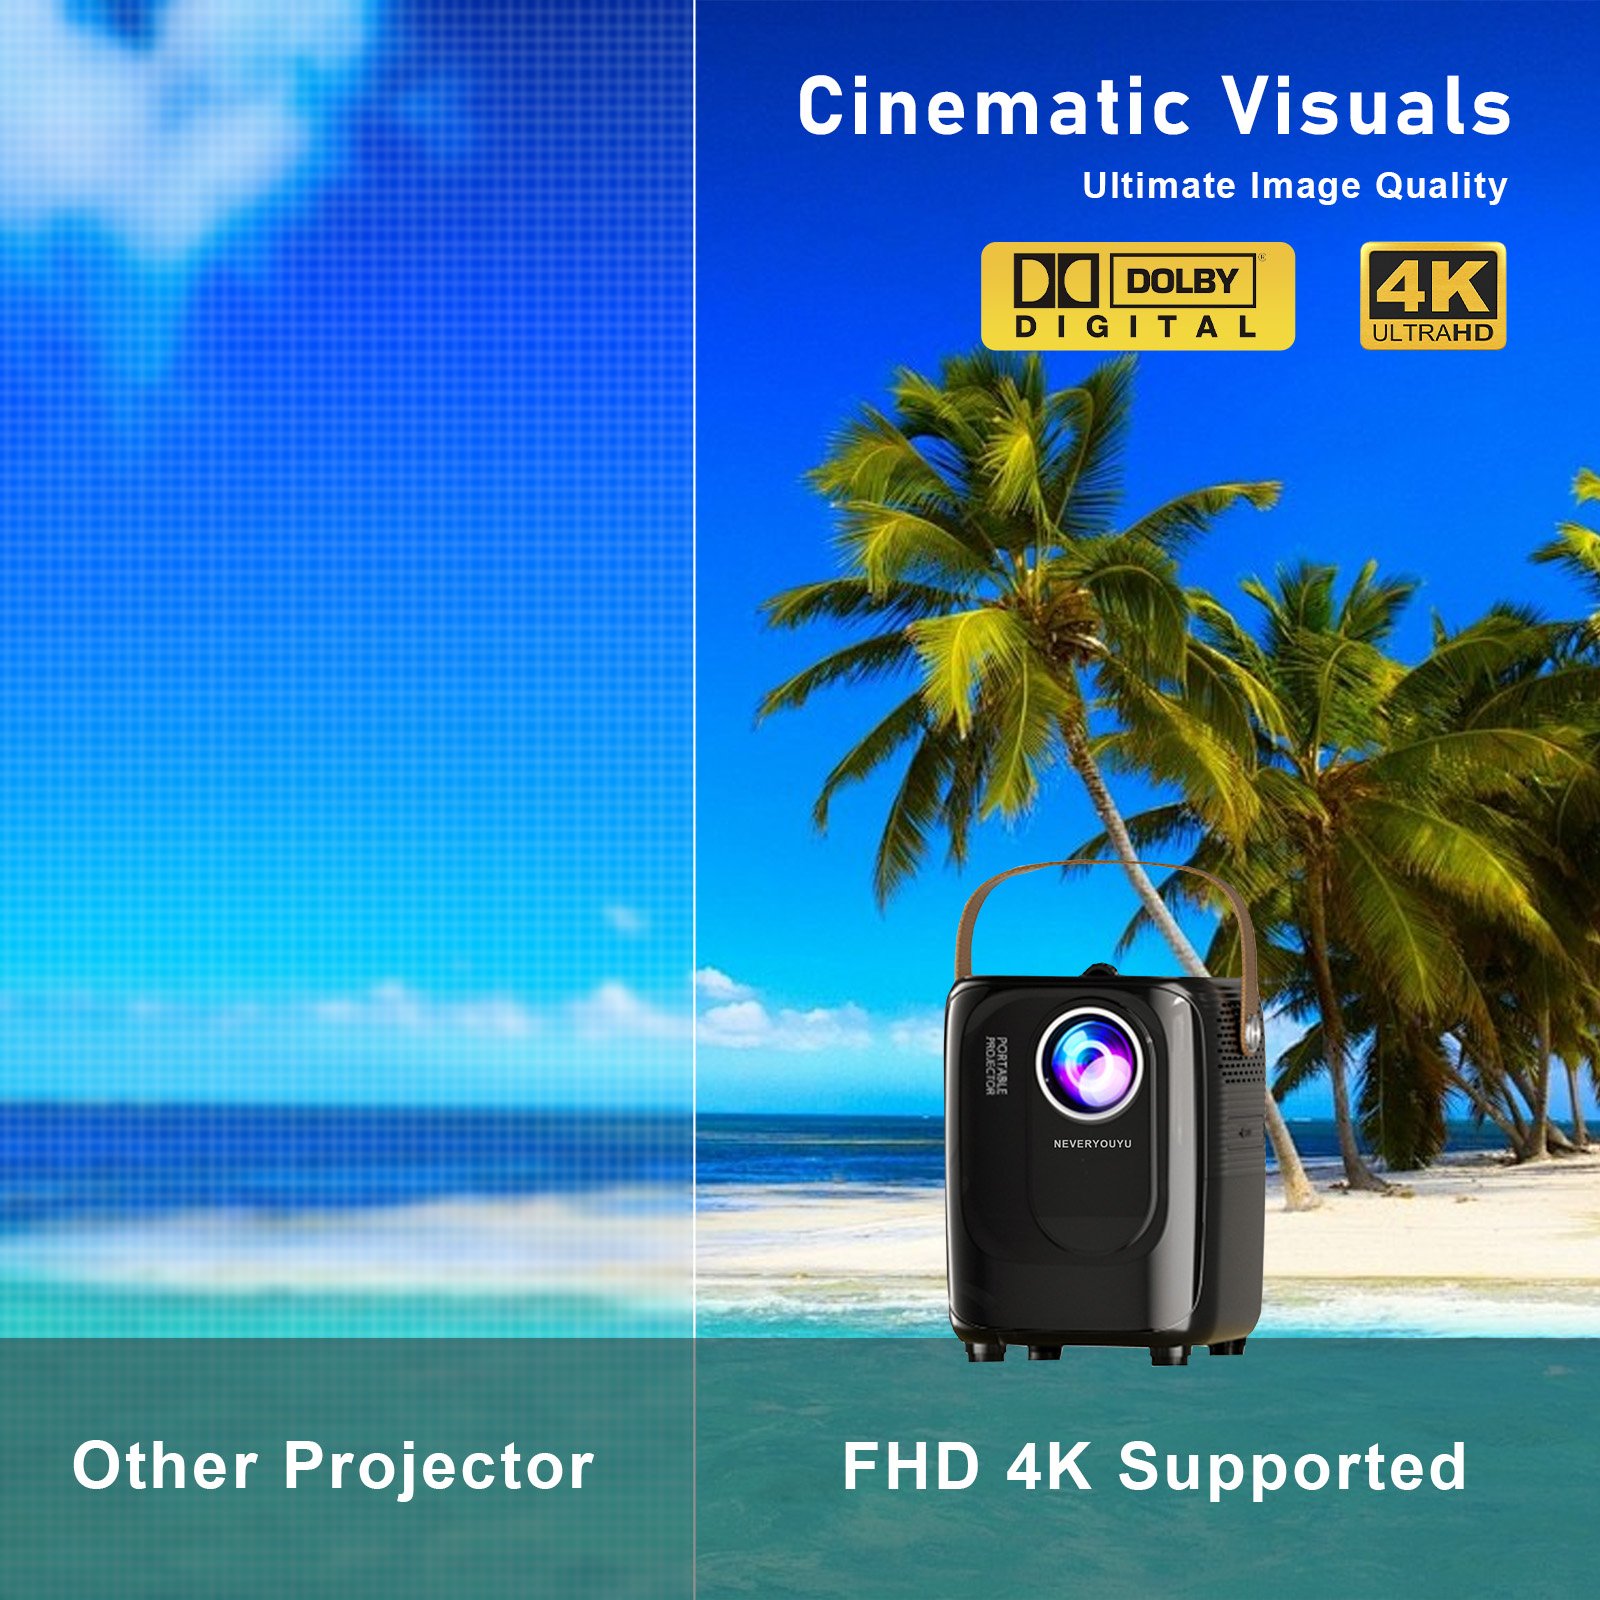 Cinematic Visuals
Ultimate Image Quality
DOLBY
DIGITAL
4K
ULTRAHD
PORTABLE
PROJECTOR
NEVERYOUYU
Other Projector
FHD 4K Supported